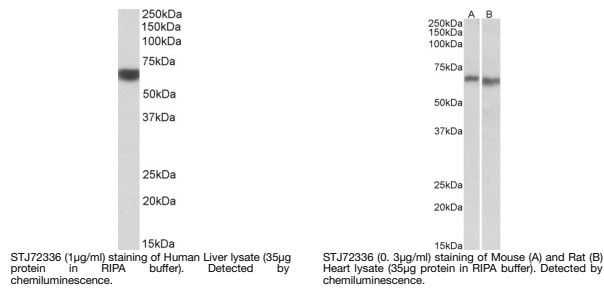 250kDa
150kDa
100kDa
75kDa
50kDa
37kDa
25kDa
20kDa
15kDa
STJ72336 (1µg/ml) staining of Human Liver lysate (35µg
protein in RIPA buffer). Detected by
chemiluminescence.
A B
250kDa
150kDa
100kDa
75kDa
50kDa
37kDa
25kDa
20kDa
15kDa
STJ72336 (0. 3µg/ml) staining of Mouse (A) and Rat (B)
Heart lysate (35µg protein in RIPA buffer). Detected by
chemiluminescence.